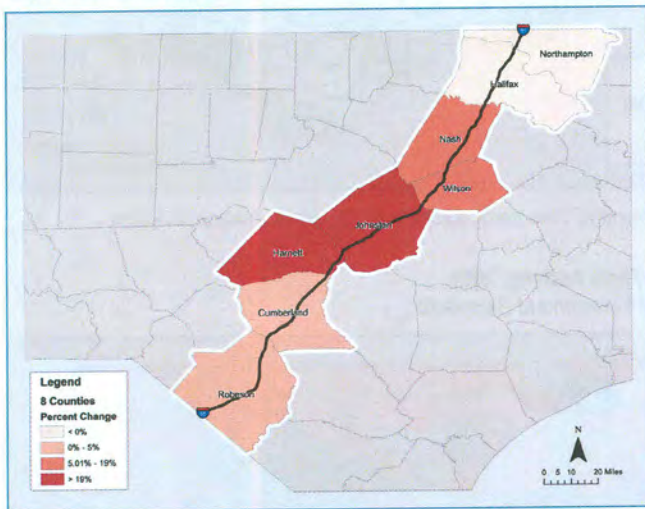 Northampton
Halifax
Nash
Wilson
Johnston
Harnett
Cumberland
Robeson
Legend
8 Counties
Percent Change
< 0%
0% - 5%
5.01% - 19%
> 19%
N
0 5 10 20 Miles